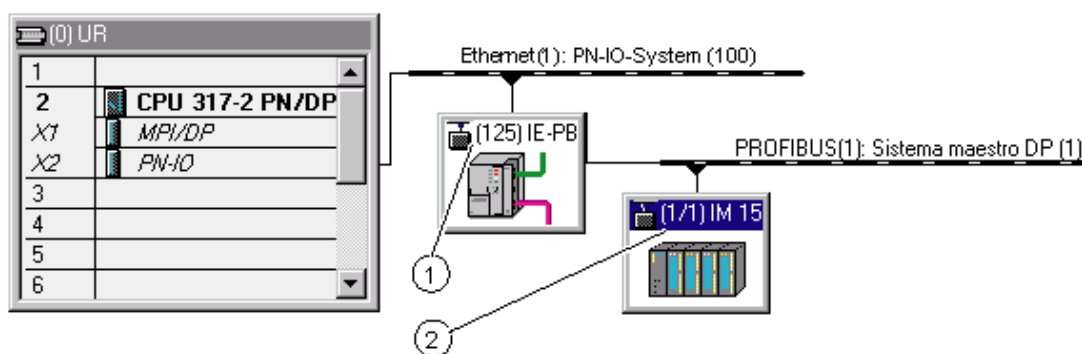 (0) UR
1
2 CPU 317-2 PN/DP
X1 MPI/DP
X2 PN-IO
3
4
5
6
Ethernet(1): PN-IO-System (100)
(125) IE-PB
PROFIBUS(1): Sistema maestro DP (1)
(1/1) IM 15
1
2